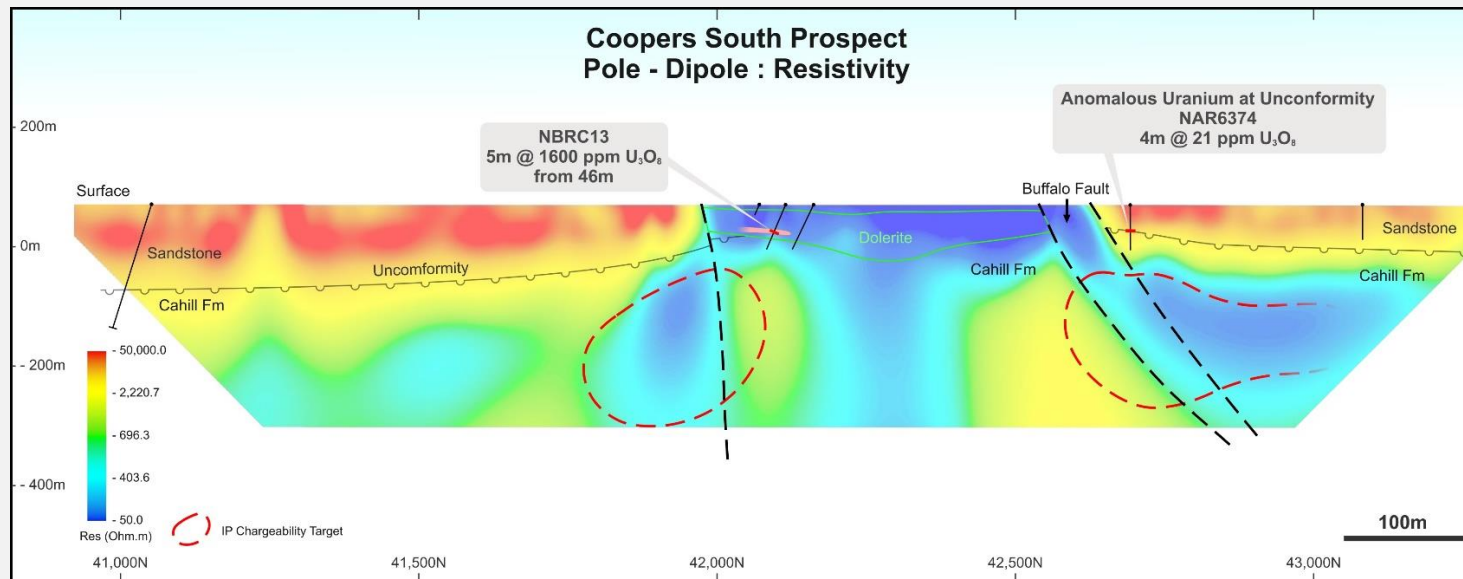 Coopers South Prospect
Pole - Dipole : Resistivity
Anomalous Uranium at Unconformity
NAR6374
4m @ 21 ppm U₃O₈
NBRC13
5m @ 1600 ppm U₃O₈
from 46m
200m
Surface
Buffalo Fault
0m
Sandstone
Uncomformity
Dolerite
Sandstone
Cahill Fm
Cahill Fm
Cahill Fm
- 200m
- 400m
- 50,000.0
- 2,220.7
- 696.3
- 403.6
- 50.0
Res (Ohm.m)
IP Chargeability Target
100m
41,000N
41,500N
42,000N
42,500N
43,000N